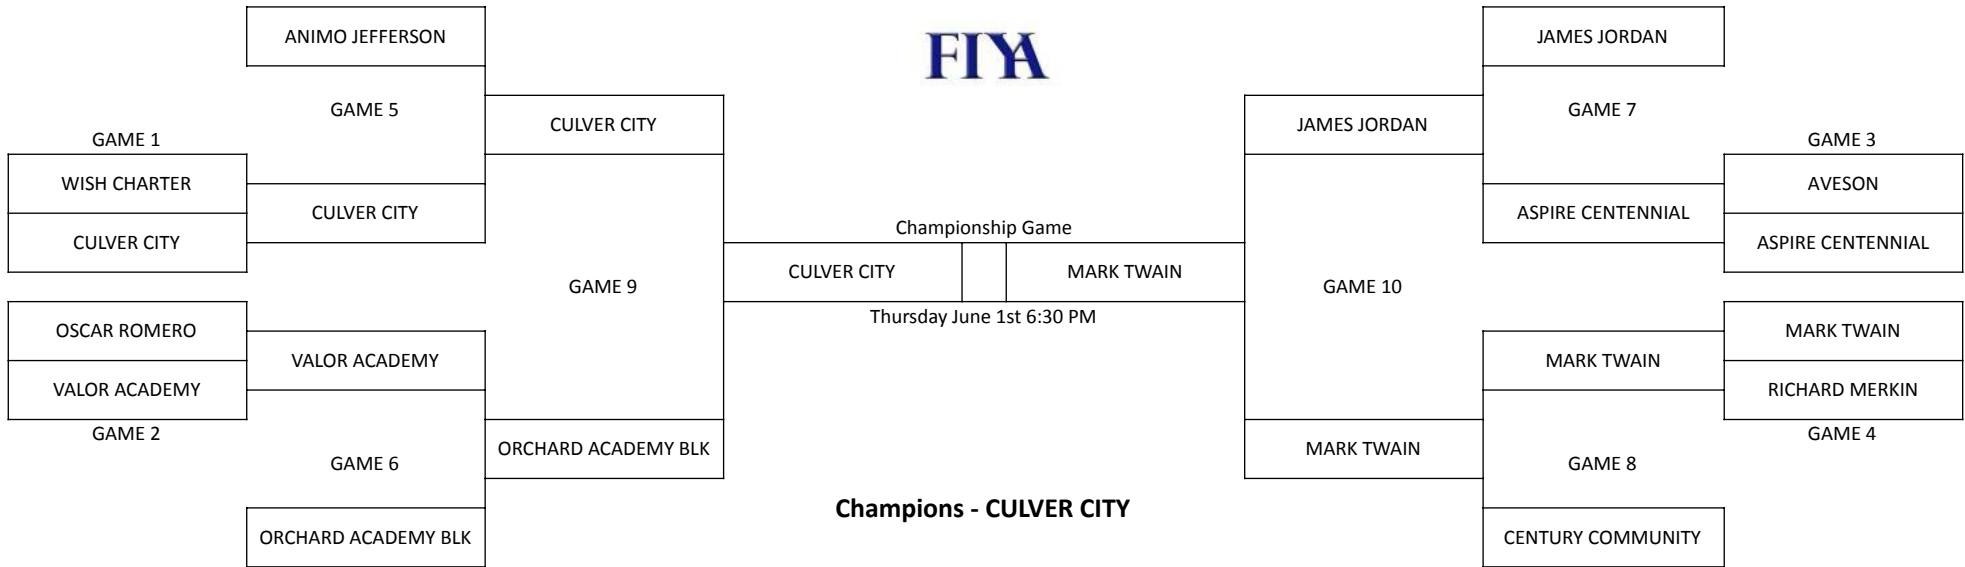 ANIMO JEFFERSON
FIYA
JAMES JORDAN
GAME 5
CULVER CITY
JAMES JORDAN
GAME 7
GAME 1
GAME 3
WISH CHARTER
AVESON
CULVER CITY
ASPIRE CENTENNIAL
CULVER CITY
Championship Game
ASPIRE CENTENNIAL
GAME 9
CULVER CITY
MARK TWAIN
GAME 10
Thursday June 1st 6:30 PM
OSCAR ROMERO
MARK TWAIN
VALOR ACADEMY
MARK TWAIN
VALOR ACADEMY
RICHARD MERKIN
GAME 2
GAME 4
ORCHARD ACADEMY BLK
MARK TWAIN
GAME 6
GAME 8
Champions - CULVER CITY
ORCHARD ACADEMY BLK
CENTURY COMMUNITY